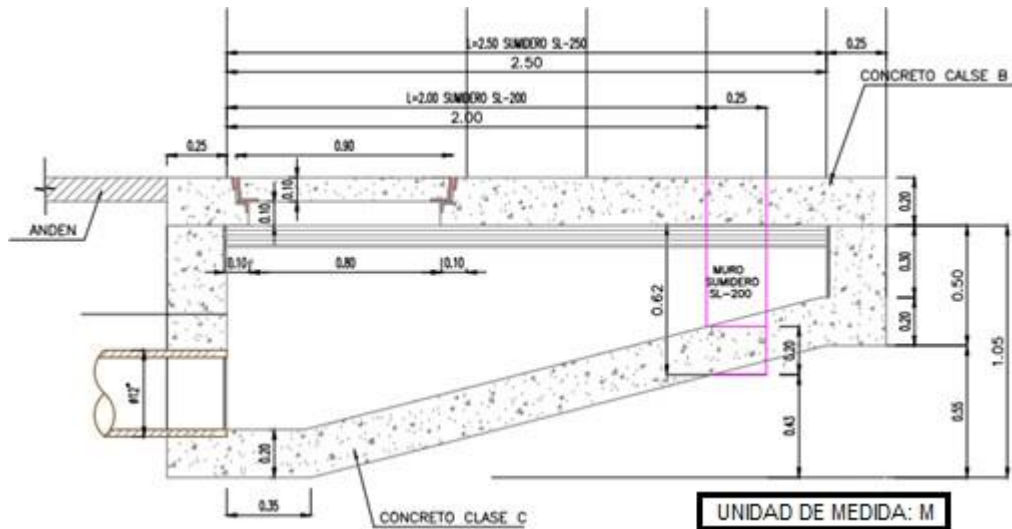 L=2.50 SUMIDERO SL-250
0.25
2.50
CONCRETO CALSE B
L=2.00 SUMIDERO SL-200
0.25
2.00
0.25
0.90
0.10
0.20
0.10
ANDEN
0.10
0.80
0.10
MURO
SUMIDERO
SL-200
0.62
0.30
0.50
0.20
1.05
0.20
ø12"
0.43
0.55
0.20
0.35
CONCRETO CLASE C
UNIDAD DE MEDIDA: M